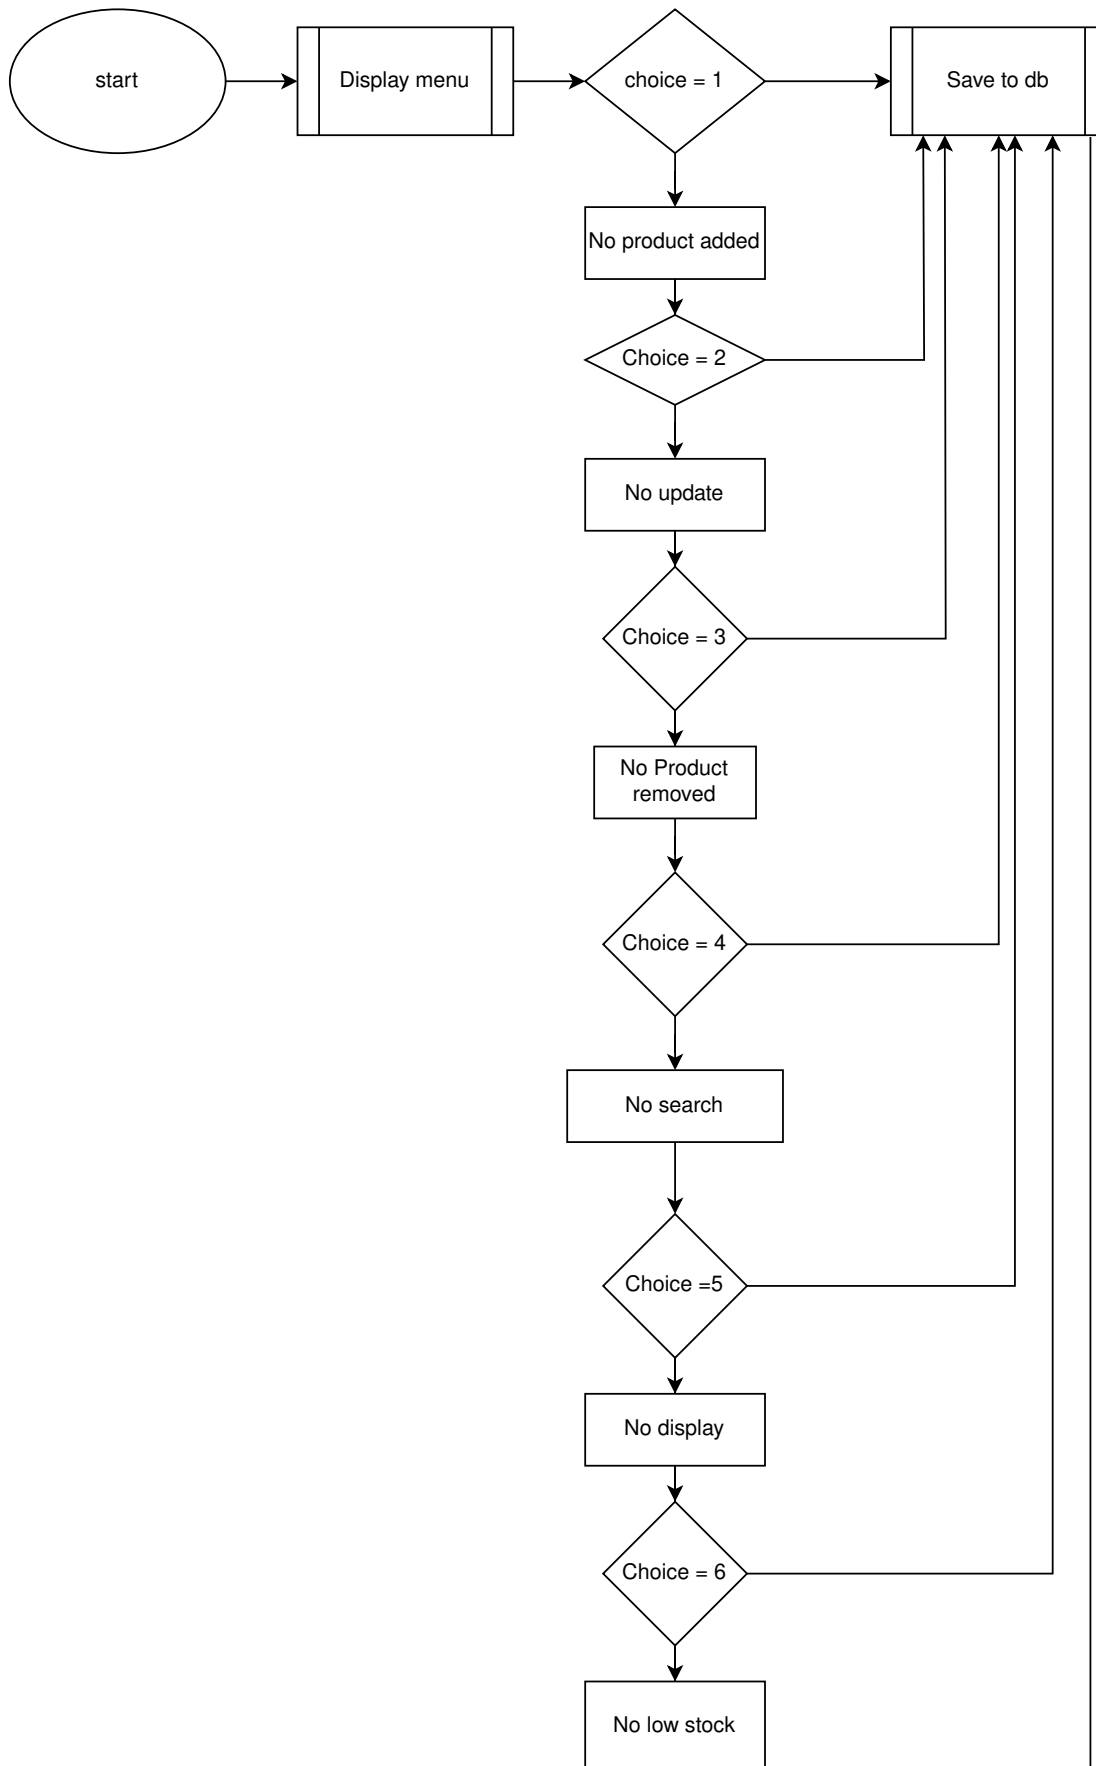 start
Display menu
choice = 1
Save to db
No product added
Choice = 2
No update
Choice = 3
No Product
removed
Choice = 4
No search
Choice =5
No display
Choice = 6
No low stock